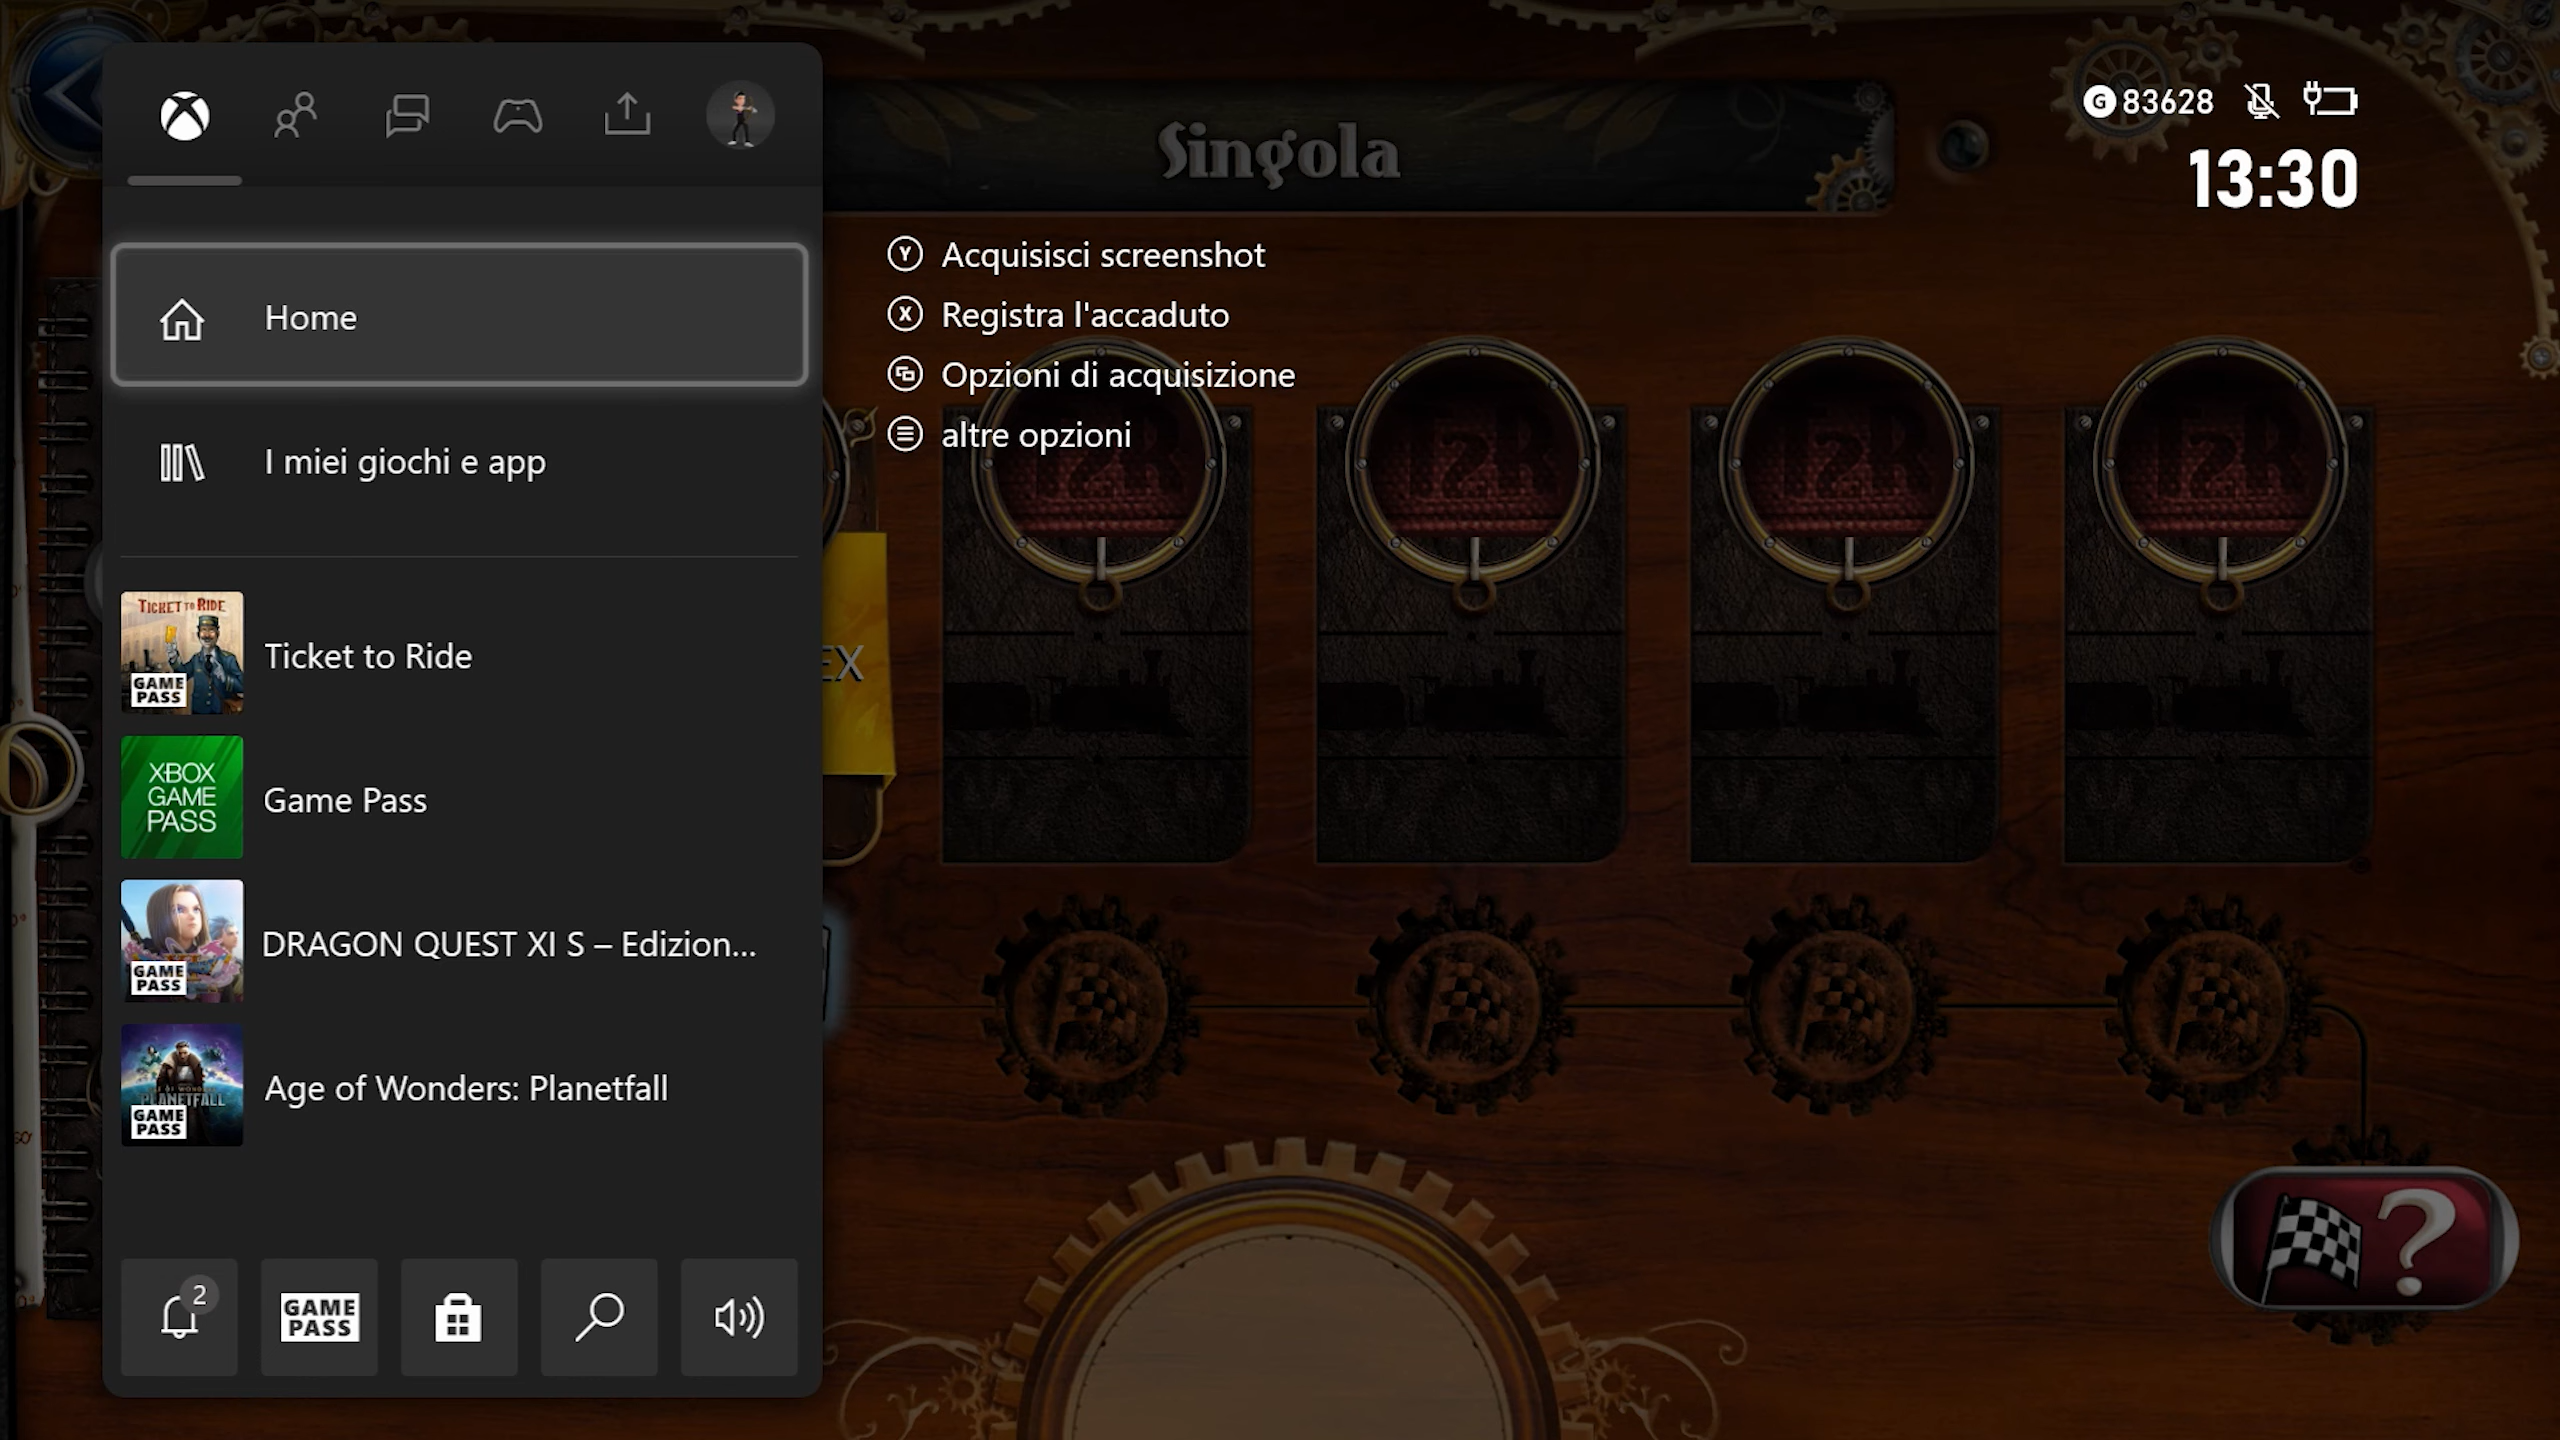 Singola
G 83628
13:30
Home
I miei giochi e app
Y Acquisisci screenshot
X Registra l'accaduto
Opzioni di acquisizione
altre opzioni
TICKET TO RIDE
GAME
PASS
Ticket to Ride
EX
XBOX
GAME
PASS
Game Pass
GAME
PASS
DRAGON QUEST XI S – Edizion...
PLANETFALL
GAME
PASS
Age of Wonders: Planetfall
2
GAME
PASS
?